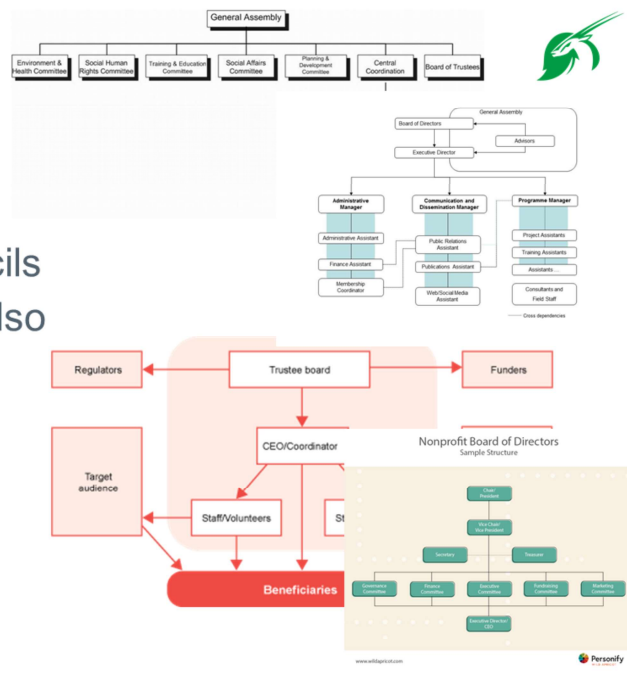 General Assembly
Environment &
Health Committee
Social Human
Rights Committee
Training & Education
Committee
Social Affairs
Committee
Planning &
Development
Committee
Central
Coordination
Board of Trustees
General Assembly
Board of Directors
Advisors
Executive Director
Administrative
Manager
Communication and
Dissemination Manager
Programme Manager
Administrative Assistant
Finance Assistant
Membership
Coordinator
Public Relations
Assistant
Publications Assistant
Web/Social Media
Assistant
Project Assistants
Training Assistants
Assistants ...
Consultants and
Field Staff
Cross dependencies
cils
lso
Regulators
Trustee board
Funders
CEO/Coordinator
Target
audience
Staff/Volunteers
St
Beneficiaries
Nonprofit Board of Directors
Sample Structure
Chair/
President
Vice Chair/
Vice President
Secretary
Treasurer
Governance
Committee
Finance
Committee
Executive
Committee
Fundraising
Committee
Marketing
Committee
Executive Director/
CEO
www.wildapricot.com
Personify